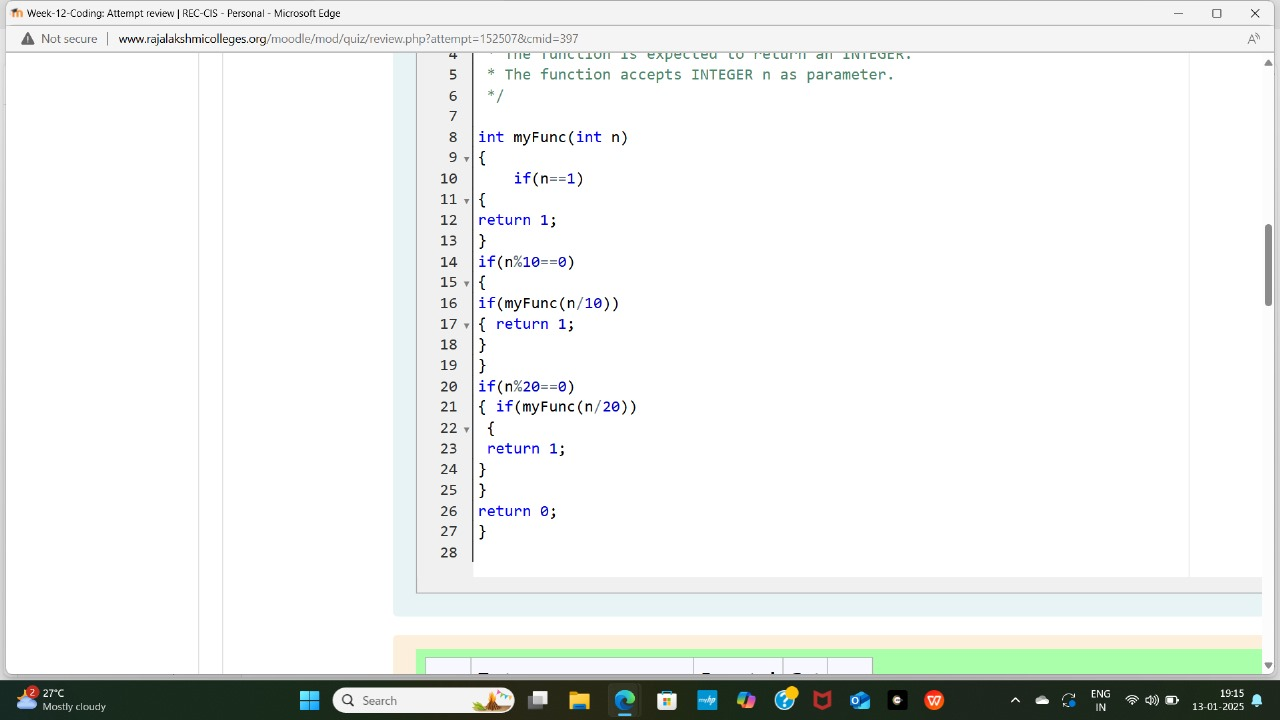 Week-12-Coding: Attempt review | REC-CIS - Personal - Microsoft Edge
Not secure | www.rajalakshmicolleges.org/moodle/mod/quiz/review.php?attempt=152507&cmid=397
4 * The function is expected to return an INTEGER.
5 * The function accepts INTEGER n as parameter.
6 */
7
8 int myFunc(int n)
9 {
10 if(n==1)
11 {
12 return 1;
13 }
14 if(n%10==0)
15 {
16 if(myFunc(n/10))
17 { return 1;
18 }
19 }
20 if(n%20==0)
21 { if(myFunc(n/20))
22 {
23 return 1;
24 }
25 }
26 return 0;
27 }
28
2
27°C
Mostly cloudy
Search
ENG
IN
19:15
13-01-2025